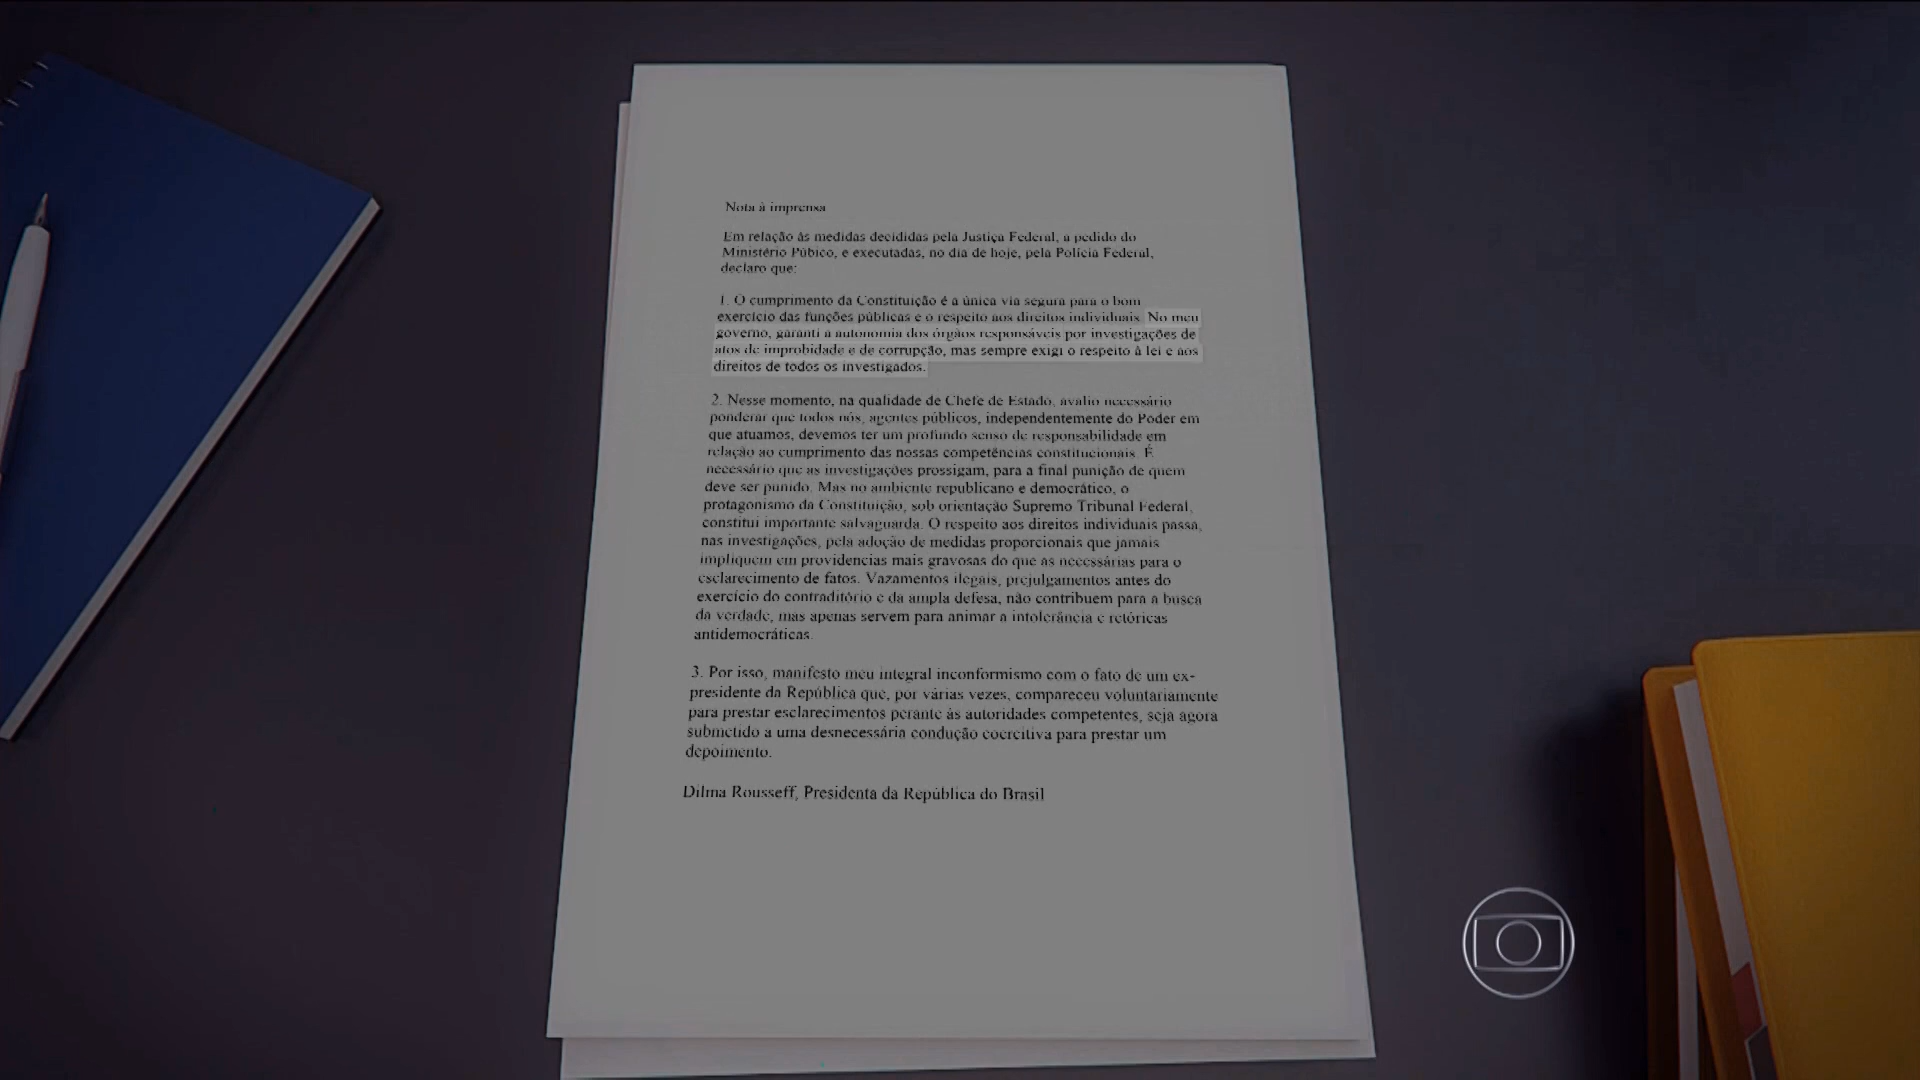 Nota à imprensa
Em relação às medidas decididas pela Justiça Federal, a pedido do
Ministério Púbico, e executadas, no dia de hoje, pela Polícia Federal,
declaro que:
1. O cumprimento da Constituição é a única via segura para o bom
exercício das funções públicas e o respeito aos direitos individuais. No meu
governo, garanti a autonomia dos órgãos responsáveis por investigações de
atos de improbidade e de corrupção, mas sempre exigi o respeito à lei e aos
direitos de todos os investigados.
2. Nesse momento, na qualidade de Chefe de Estado, avalio necessário
ponderar que todos nós, agentes públicos, independentemente do Poder em
que atuamos, devemos ter um profundo senso de responsabilidade em
relação ao cumprimento das nossas competências constitucionais. É
necessário que as investigações prossigam, para a final punição de quem
deve ser punido. Mas no ambiente republicano e democrático, o
protagonismo da Constituição, sob orientação Supremo Tribunal Federal,
constitui importante salvaguarda. O respeito aos direitos individuais passa,
nas investigações, pela adoção de medidas proporcionais que jamais
impliquem em providencias mais gravosas do que as necessárias para o
esclarecimento de fatos. Vazamentos ilegais, prejulgamentos antes do
exercício do contraditório e da ampla defesa, não contribuem para a busca
da verdade, mas apenas servem para animar a intolerância e retóricas
antidemocráticas.
3. Por isso, manifesto meu integral inconformismo com o fato de um ex-
presidente da República que, por várias vezes, compareceu voluntariamente
para prestar esclarecimentos perante às autoridades competentes, seja agora
submetido a uma desnecessária condução coercitiva para prestar um
depoimento.
Dilma Rousseff, Presidenta da República do Brasil